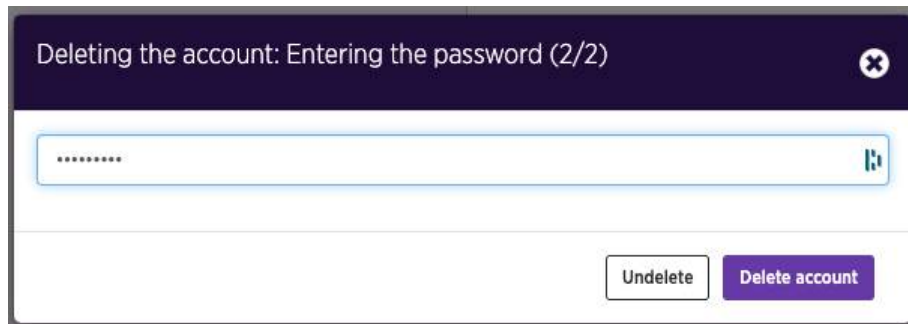 Deleting the account: Entering the password (2/2)
•••••••••
Undelete
Delete account